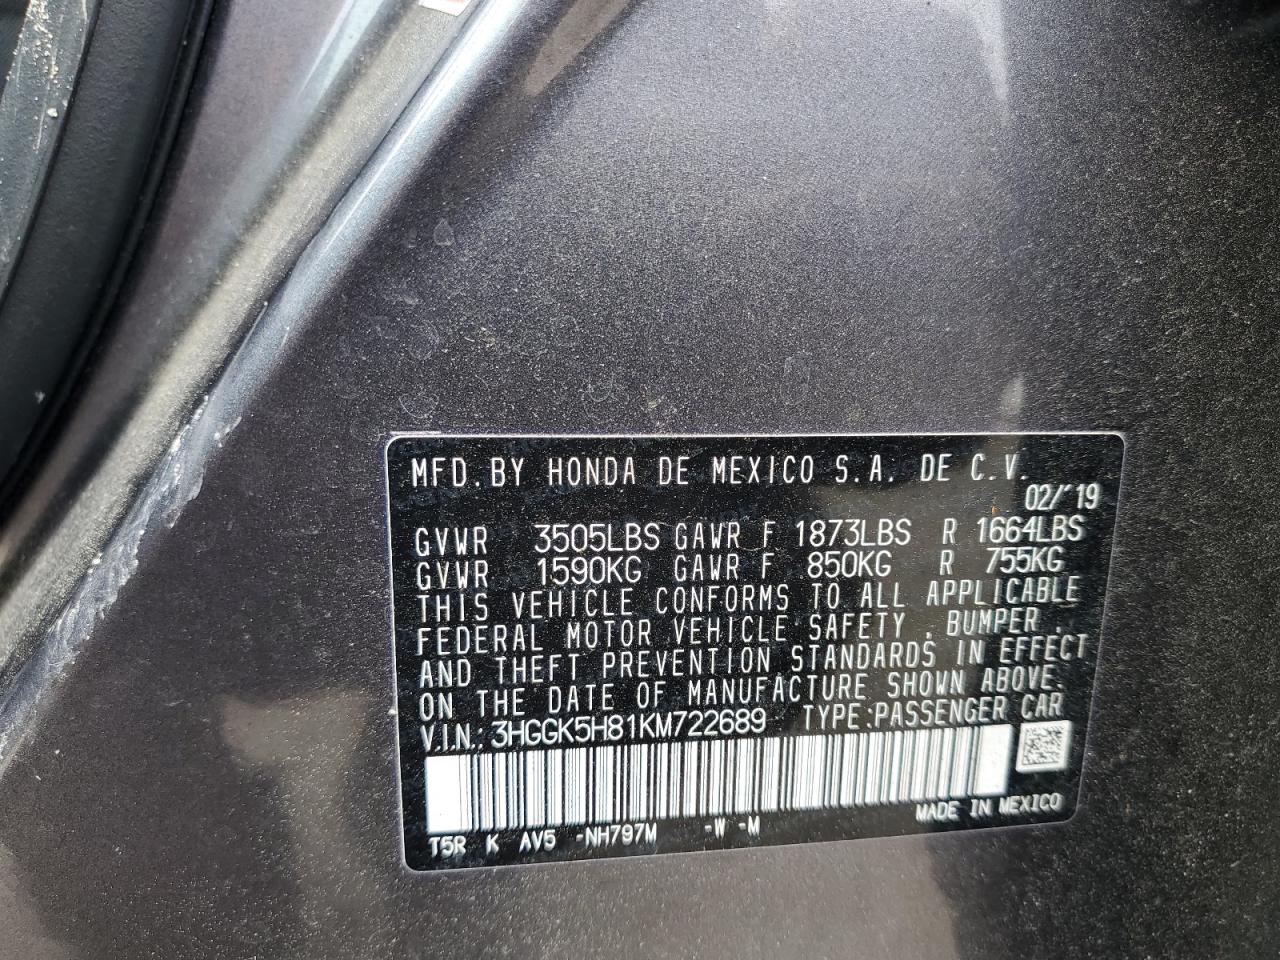 MFD. BY HONDA DE MEXICO S.A. DE C.V.
02/'19
GVWR 3505LBS GAWR F 1873LBS R 1664LBS
GVWR 1590KG GAWR F 850KG R 755KG
THIS VEHICLE CONFORMS TO ALL APPLICABLE
FEDERAL MOTOR VEHICLE SAFETY , BUMPER ,
AND THEFT PREVENTION STANDARDS IN EFFECT
ON THE DATE OF MANUFACTURE SHOWN ABOVE.
V.I.N.: 3HGGK5H81KM722689 TYPE:PASSENGER CAR
MADE IN MEXICO
T5R K AV5 -NH797M -W -M